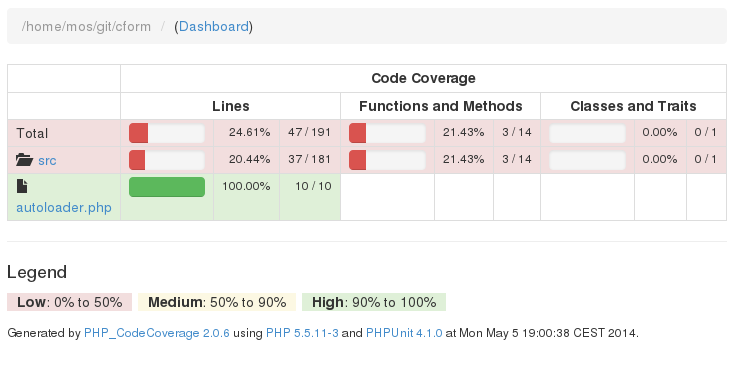 /home/mos/git/cform / (Dashboard)
Code Coverage
Lines Functions and Methods Classes and Traits
Total 24.61% 47 / 191 21.43% 3 / 14 0.00% 0 / 1
src 20.44% 37 / 181 21.43% 3 / 14 0.00% 0 / 1
autoloader.php 100.00% 10 / 10
Legend
Low: 0% to 50% Medium: 50% to 90% High: 90% to 100%
Generated by PHP_CodeCoverage 2.0.6 using PHP 5.5.11-3 and PHPUnit 4.1.0 at Mon May 5 19:00:38 CEST 2014.